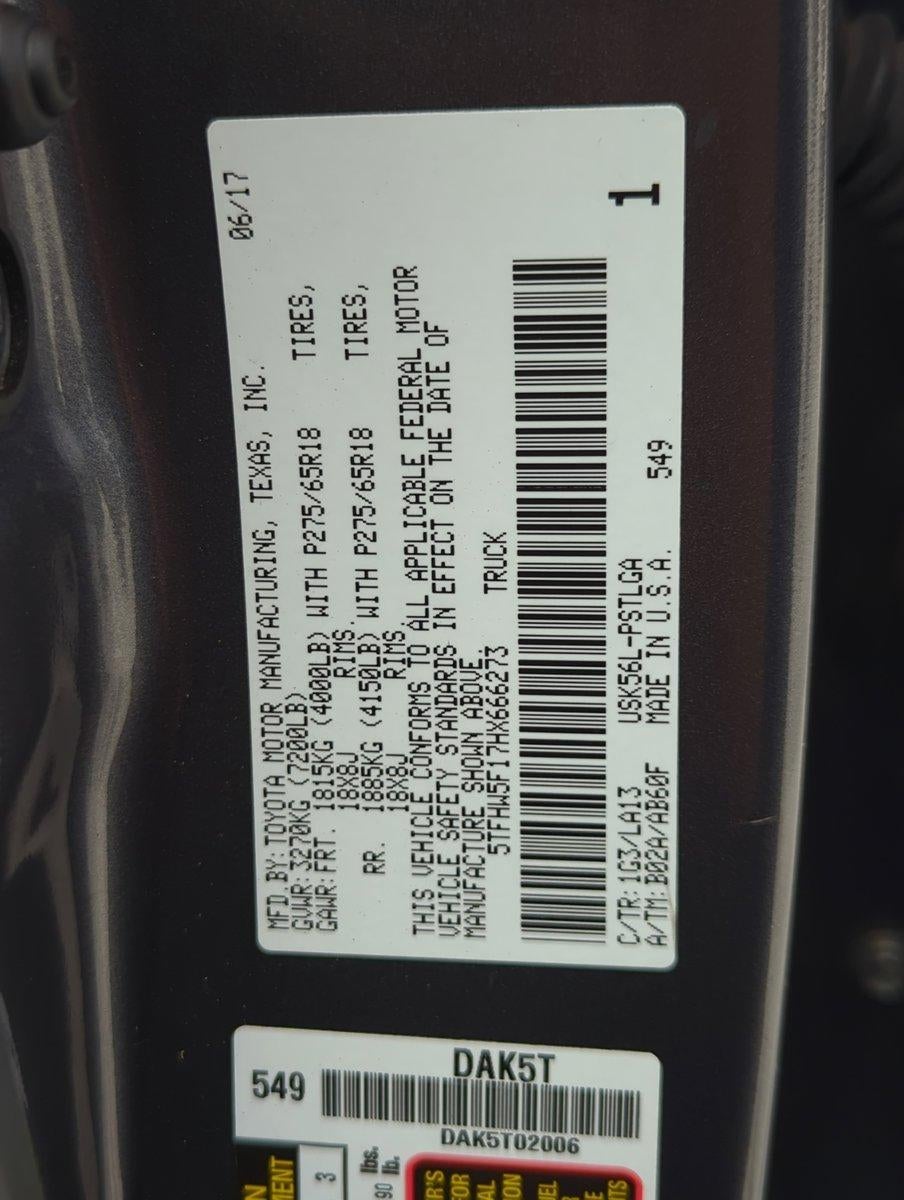 06/17
MFD.BY:TOYOTA MOTOR MANUFACTURING, TEXAS, INC.
GVWR:3270KG (7200LB)
GAWR:FRT. 1815KG (4000LB) WITH P275/65R18 TIRES,
18X8J RIMS.
RR. 1885KG (4150LB) WITH P275/65R18 TIRES,
18X8J RIMS.
THIS VEHICLE CONFORMS TO ALL APPLICABLE FEDERAL MOTOR
VEHICLE SAFETY STANDARDS IN EFFECT ON THE DATE OF
MANUFACTURE SHOWN ABOVE.
5TFHW5F17HX666273 TRUCK
1
C/TR:1G3/LA13 USK56L-PSTLGA
A/TM:B02A/AB60F MADE IN U.S.A. 549
549
DAK5T
DAK5T02006
3
lbs.
lb.